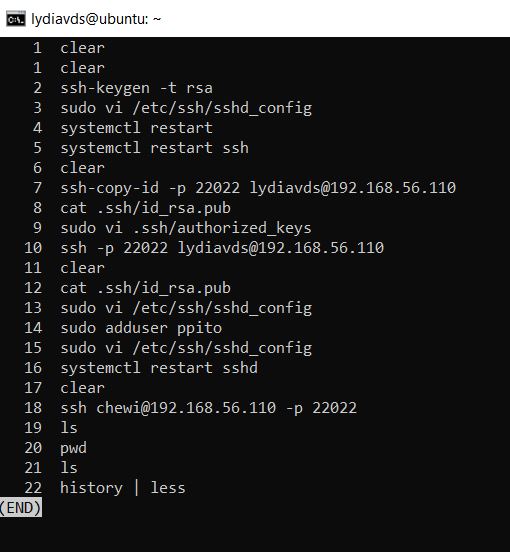 lydiavds@ubuntu: ~
1 clear
1 clear
2 ssh-keygen -t rsa
3 sudo vi /etc/ssh/sshd_config
4 systemctl restart
5 systemctl restart ssh
6 clear
7 ssh-copy-id -p 22022 lydiavds@192.168.56.110
8 cat .ssh/id_rsa.pub
9 sudo vi .ssh/authorized_keys
10 ssh -p 22022 lydiavds@192.168.56.110
11 clear
12 cat .ssh/id_rsa.pub
13 sudo vi /etc/ssh/sshd_config
14 sudo adduser ppito
15 sudo vi /etc/ssh/sshd_config
16 systemctl restart sshd
17 clear
18 ssh chewi@192.168.56.110 -p 22022
19 ls
20 pwd
21 ls
22 history | less
(END)